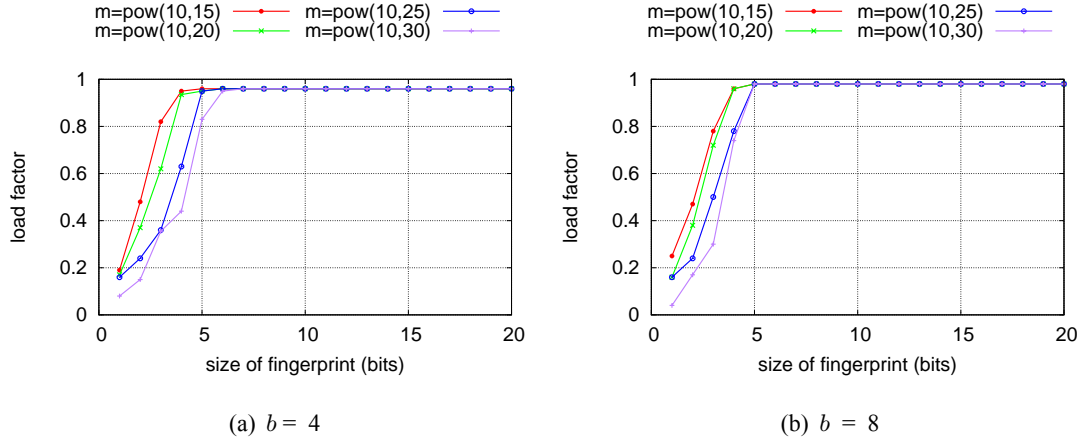 m=pow(10,15) m=pow(10,25)
m=pow(10,20) m=pow(10,30)
1
0.8
0.6
0.4
0.2
0
load factor
0 5 10 15 20
size of fingerprint (bits)
(a) b = 4
m=pow(10,15) m=pow(10,25)
m=pow(10,20) m=pow(10,30)
1
0.8
0.6
0.4
0.2
0
load factor
0 5 10 15 20
size of fingerprint (bits)
(b) b = 8